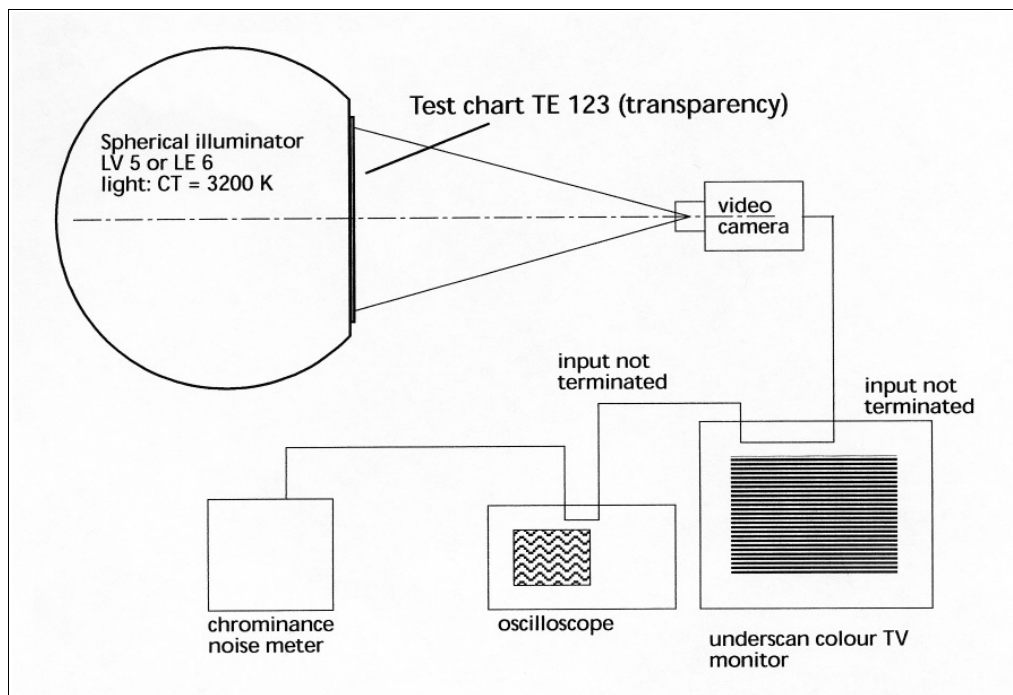 Test chart TE 123 (transparency)
Spherical illuminator
LV 5 or LE 6
light: CT = 3200 K
video
camera
input not
terminated
input not
terminated
chrominance
noise meter
oscilloscope
underscan colour TV
monitor